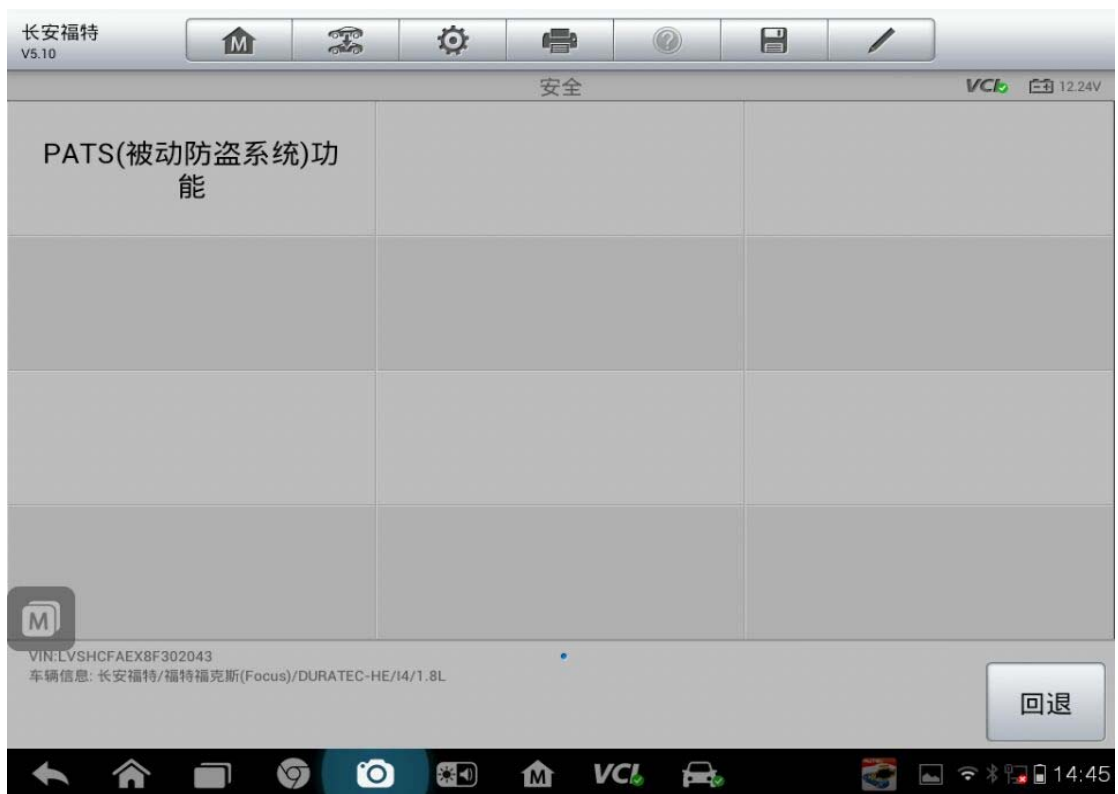 长安福特
V5.10
M
安全
VCI
12.24V
PATS(被动防盗系统)功
能
M
VIN:LVSHCFAEX8F302043
车辆信息: 长安福特/福特福克斯(Focus)/DURATEC-HE/I4/1.8L
回退
M
VCI
14:45